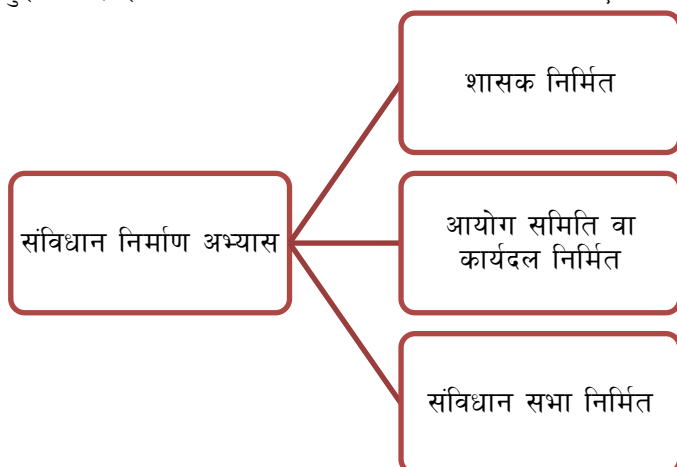 शासक निर्मित
संविधान निर्माण अभ्यास
आयोग समिति वा
कार्यदल निर्मित
संविधान सभा निर्मित